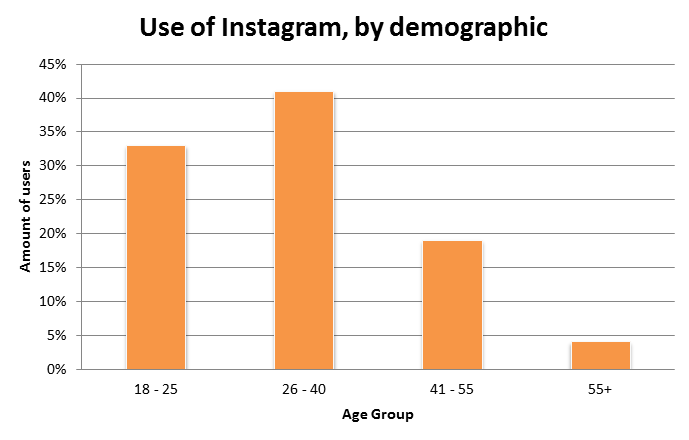 Use of Instagram, by demographic
45%
40%
35%
30%
25%
20%
15%
10%
5%
0%
Amount of users
18 - 25
26 - 40
41 - 55
55+
Age Group